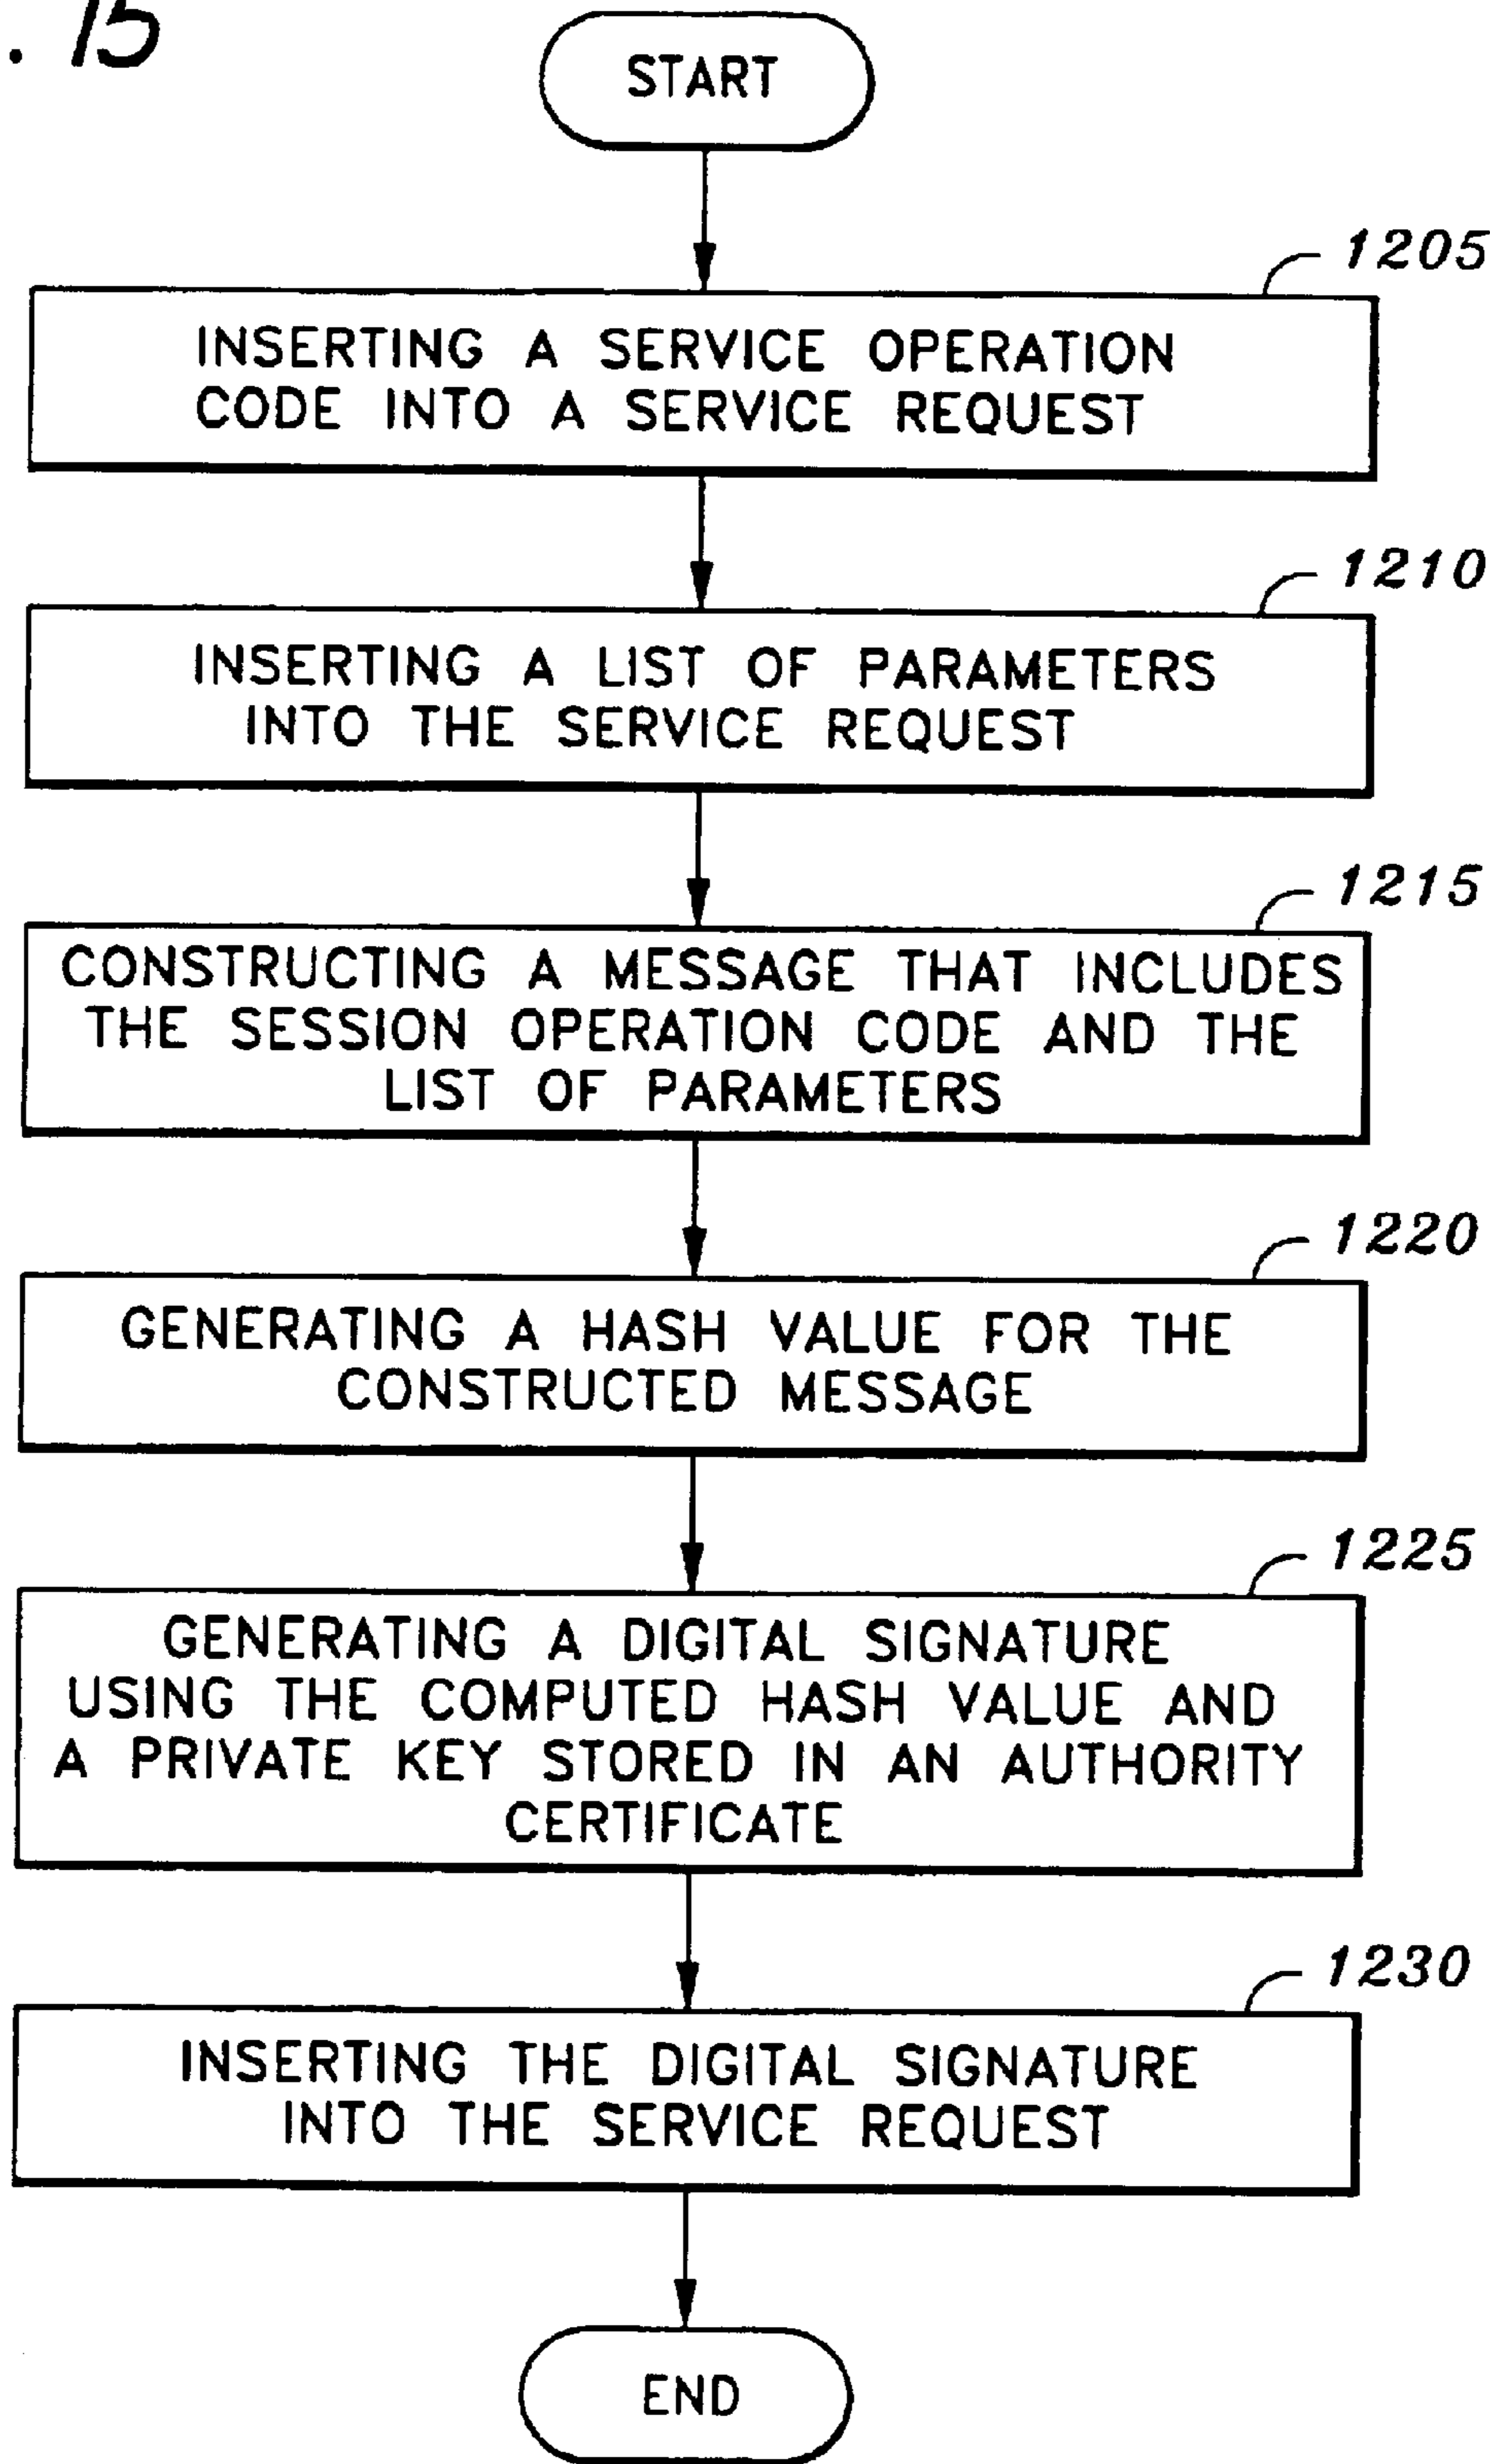 . 15
START
1205
INSERTING A SERVICE OPERATION
CODE INTO A SERVICE REQUEST
1210
INSERTING A LIST OF PARAMETERS
INTO THE SERVICE REQUEST
1215
CONSTRUCTING A MESSAGE THAT INCLUDES
THE SESSION OPERATION CODE AND THE
LIST OF PARAMETERS
1220
GENERATING A HASH VALUE FOR THE
CONSTRUCTED MESSAGE
1225
GENERATING A DIGITAL SIGNATURE
USING THE COMPUTED HASH VALUE AND
A PRIVATE KEY STORED IN AN AUTHORITY
CERTIFICATE
1230
INSERTING THE DIGITAL SIGNATURE
INTO THE SERVICE REQUEST
END